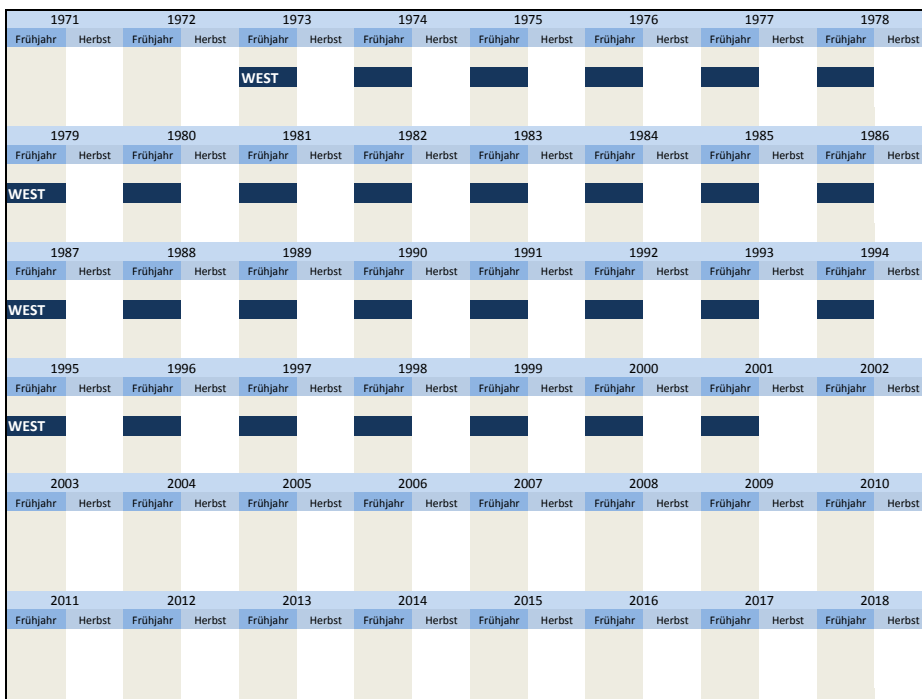 1971 1972 1973 1974 1975 1976 1977 1978
Frühjahr Herbst Frühjahr Herbst Frühjahr Herbst Frühjahr Herbst Frühjahr Herbst Frühjahr Herbst Frühjahr Herbst Frühjahr Herbst
WEST
1979 1980 1981 1982 1983 1984 1985 1986
Frühjahr Herbst Frühjahr Herbst Frühjahr Herbst Frühjahr Herbst Frühjahr Herbst Frühjahr Herbst Frühjahr Herbst Frühjahr Herbst
WEST
1987 1988 1989 1990 1991 1992 1993 1994
Frühjahr Herbst Frühjahr Herbst Frühjahr Herbst Frühjahr Herbst Frühjahr Herbst Frühjahr Herbst Frühjahr Herbst Frühjahr Herbst
WEST
1995 1996 1997 1998 1999 2000 2001 2002
Frühjahr Herbst Frühjahr Herbst Frühjahr Herbst Frühjahr Herbst Frühjahr Herbst Frühjahr Herbst Frühjahr Herbst Frühjahr Herbst
WEST
2003 2004 2005 2006 2007 2008 2009 2010
Frühjahr Herbst Frühjahr Herbst Frühjahr Herbst Frühjahr Herbst Frühjahr Herbst Frühjahr Herbst Frühjahr Herbst Frühjahr Herbst
2011 2012 2013 2014 2015 2016 2017 2018
Frühjahr Herbst Frühjahr Herbst Frühjahr Herbst Frühjahr Herbst Frühjahr Herbst Frühjahr Herbst Frühjahr Herbst Frühjahr Herbst